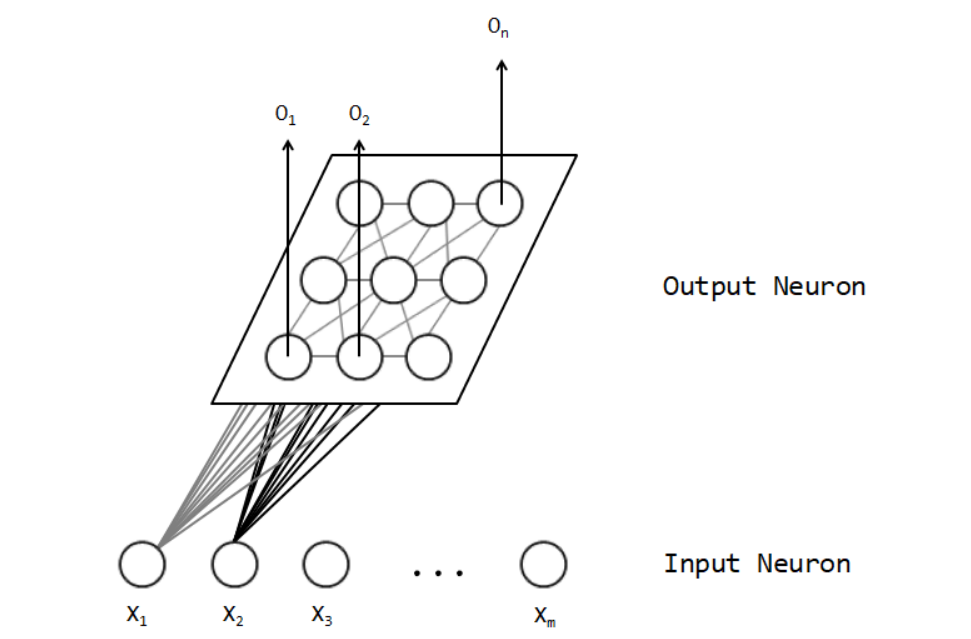 Oₙ
O₁ O₂
Output Neuron
. . .
Input Neuron
X₁ X₂ X₃ Xₘ